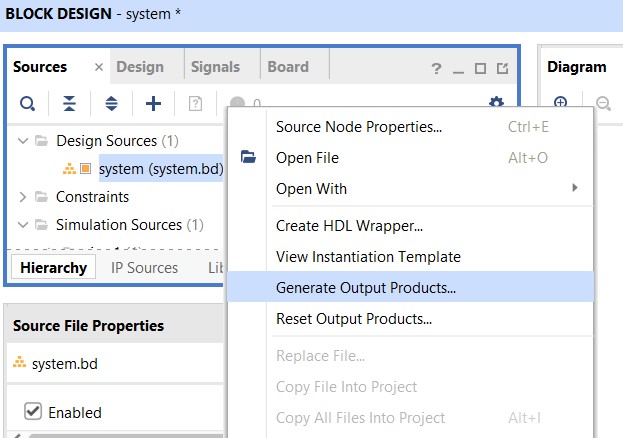 BLOCK DESIGN - system *
Sources × Design Signals Board ?
Diagram
0
Design Sources (1)
system (system.bd)
Constraints
Simulation Sources (1)
Hierarchy IP Sources
Source File Properties
system.bd
Enabled
Source Node Properties... Ctrl+E
Open File Alt+O
Open With
Create HDL Wrapper...
View Instantiation Template
Generate Output Products...
Reset Output Products...
Replace File...
Copy File Into Project
Copy All Files Into Project Alt+I